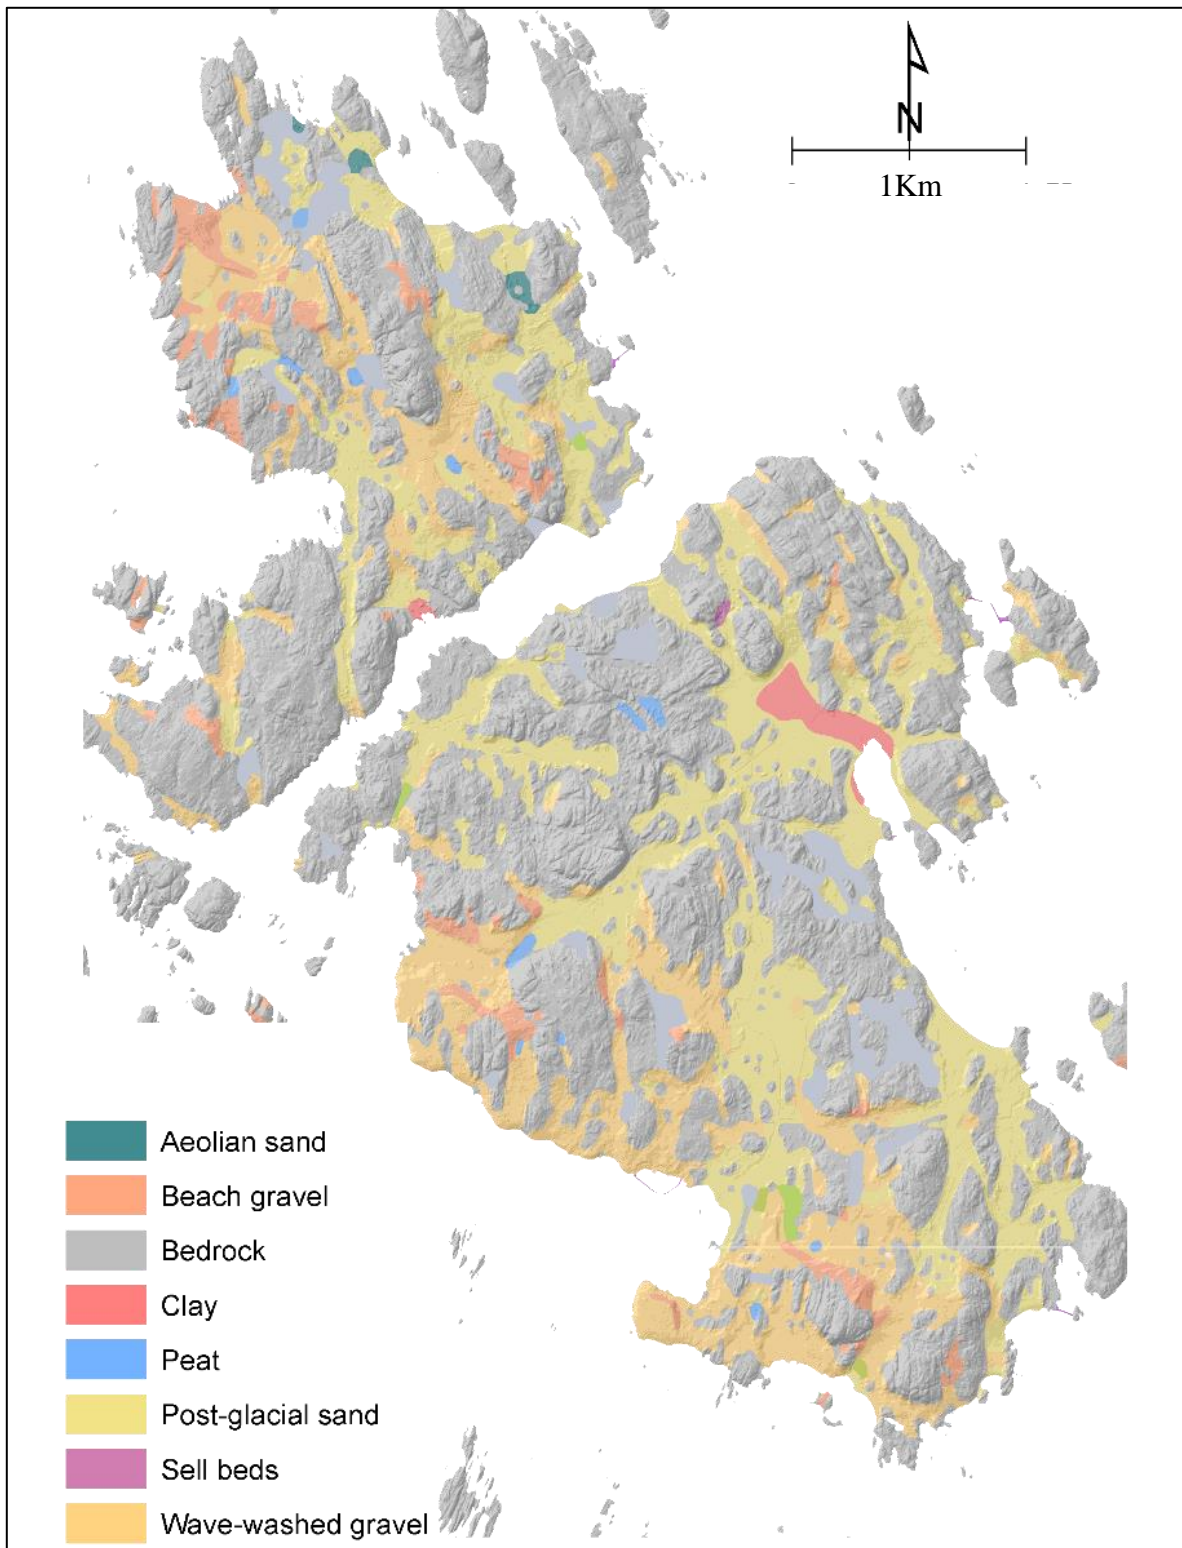 N
1Km
Aeolian sand
Beach gravel
Bedrock
Clay
Peat
Post-glacial sand
Sell beds
Wave-washed gravel